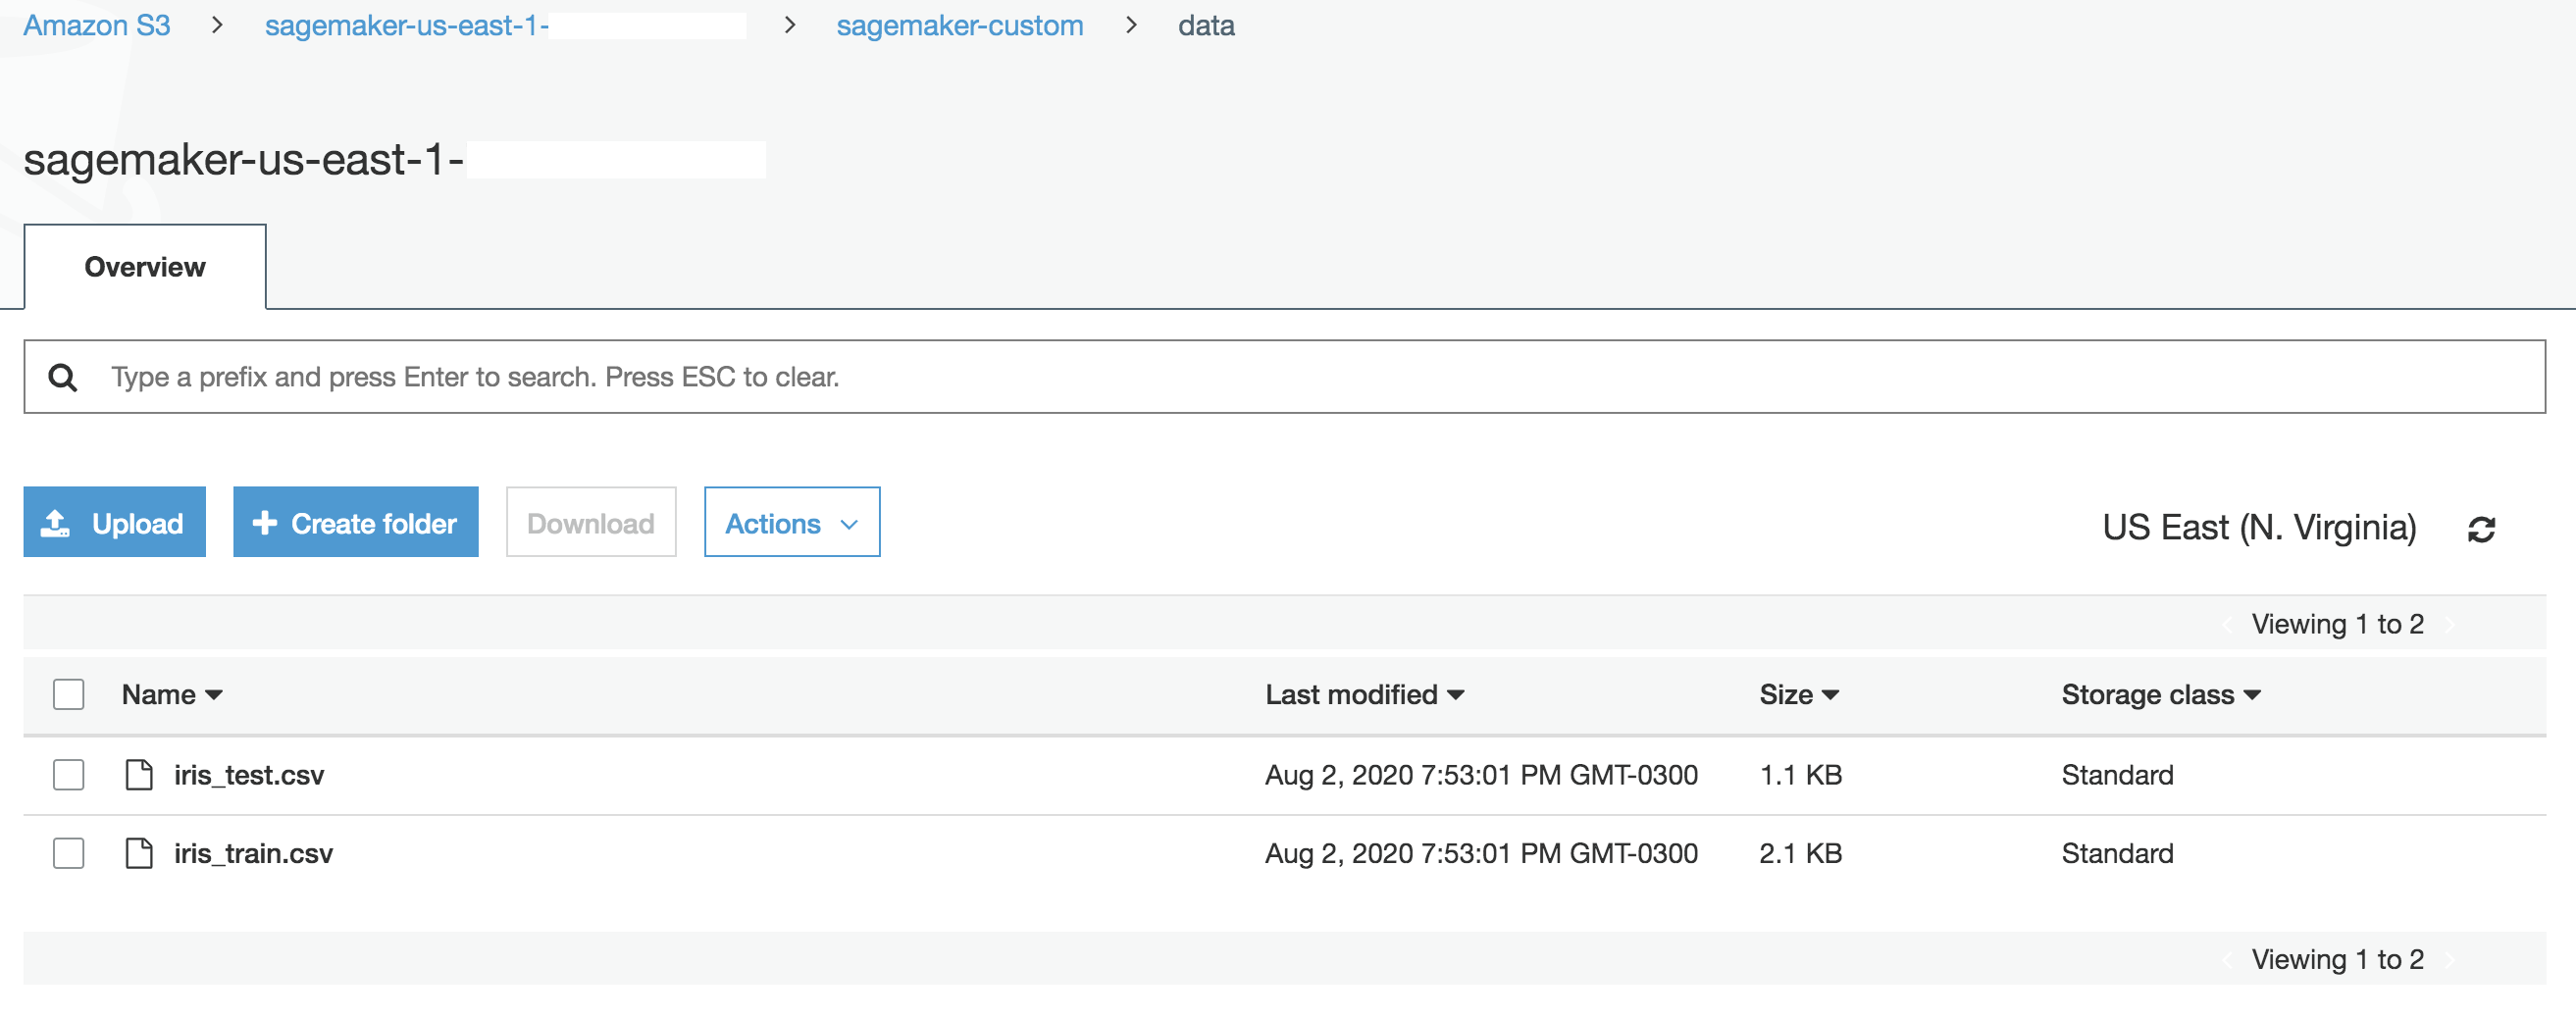 Amazon S3 > sagemaker-us-east-1- > sagemaker-custom > data
sagemaker-us-east-1-
Overview
Type a prefix and press Enter to search. Press ESC to clear.
Upload Create folder Download Actions US East (N. Virginia)
Viewing 1 to 2
Name Last modified Size Storage class
iris_test.csv Aug 2, 2020 7:53:01 PM GMT-0300 1.1 KB Standard
iris_train.csv Aug 2, 2020 7:53:01 PM GMT-0300 2.1 KB Standard
Viewing 1 to 2